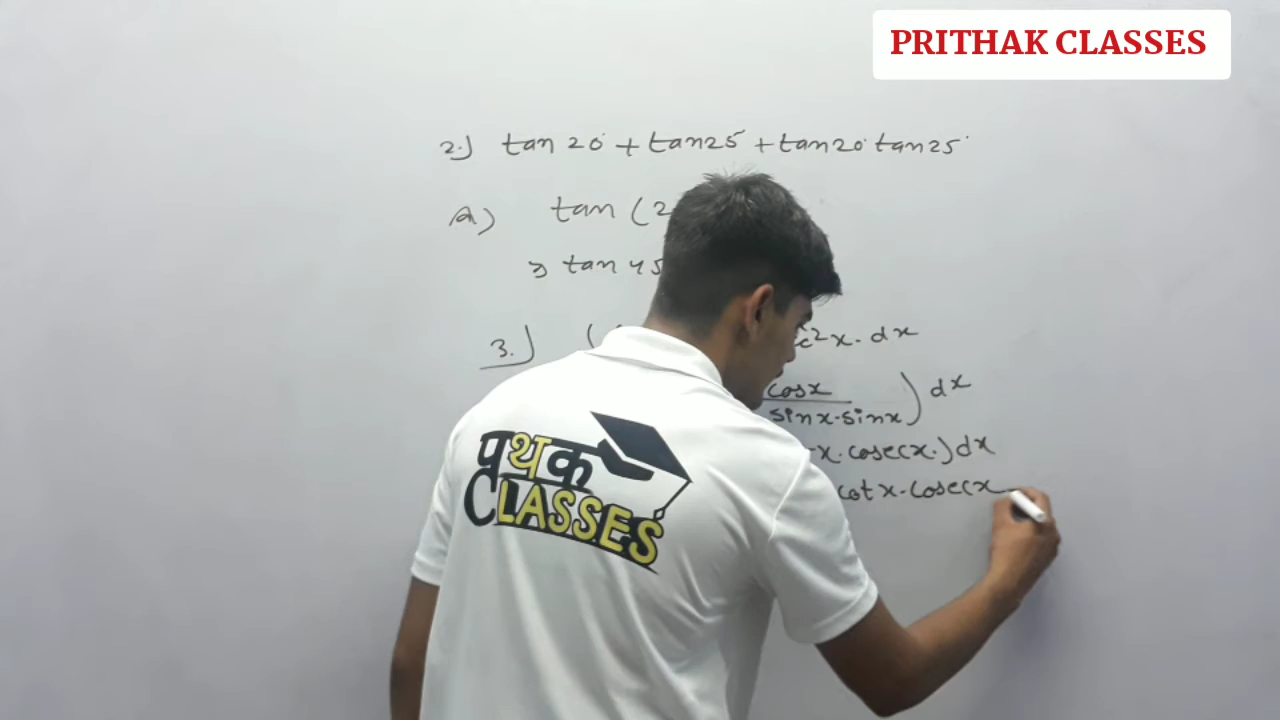 PRITHAK CLASSES
2.) tan 20° + tan25° + tan20° tan25°
A) tan (2
⇒ tan 45
3.) c²x. dx
cosx
sinx.sinx ) dx
x. cosecx.) dx
cotx. cosecx
पृथक
CLASSES